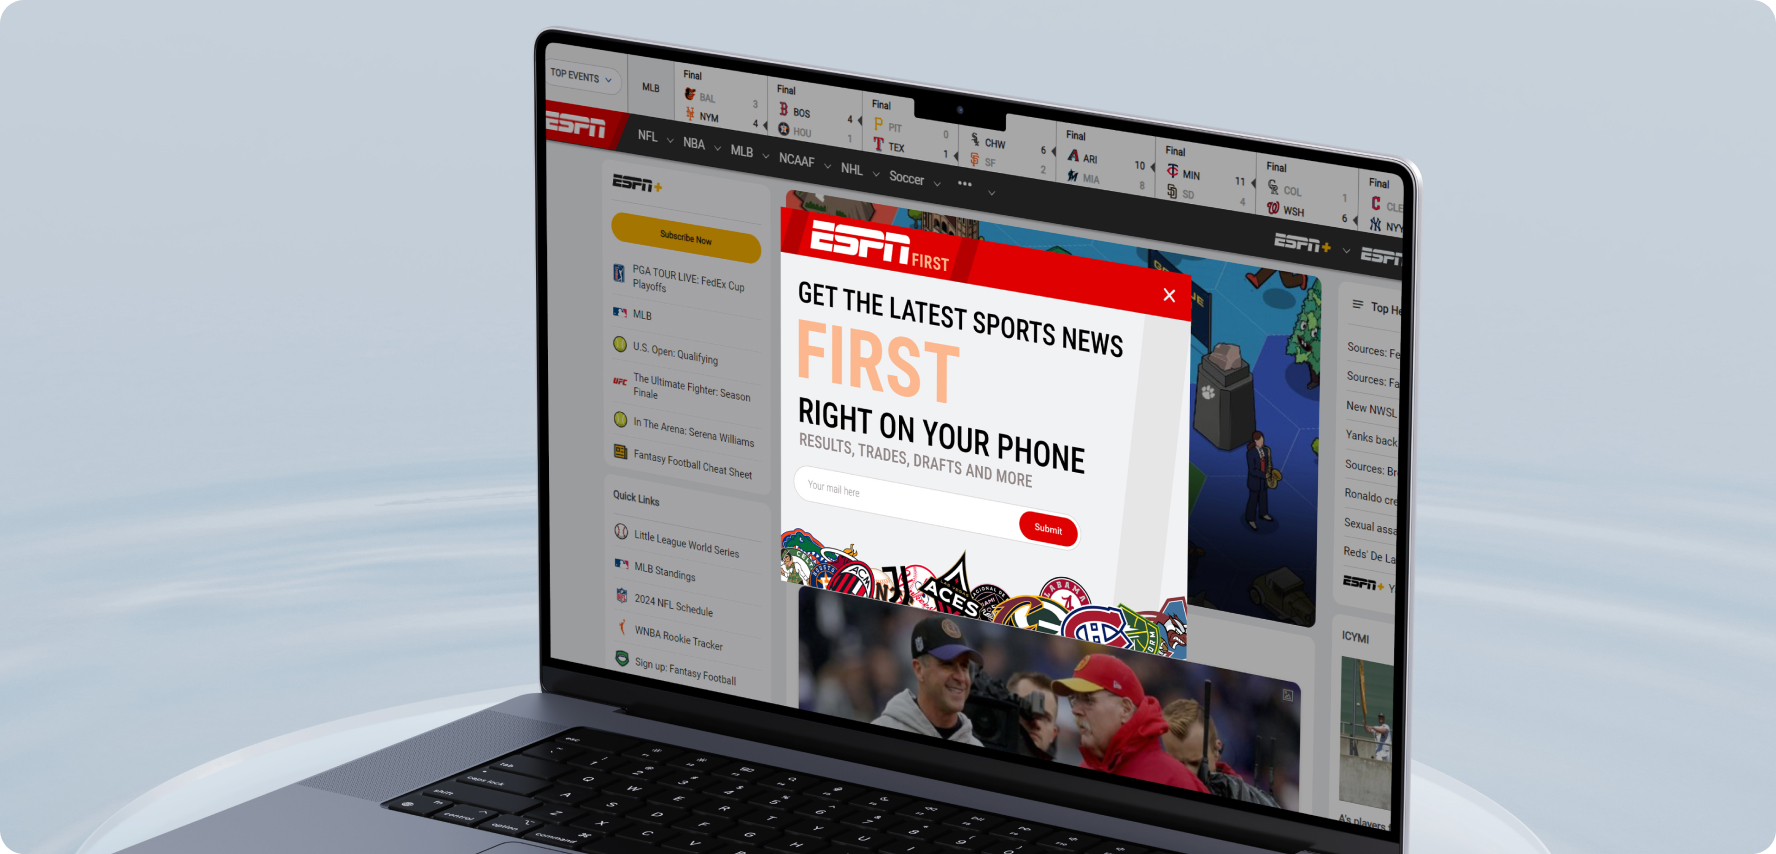 TOP EVENTS
MLB
Final
BAL 3
NYM 4
Final
BOS 4
HOU 1
Final
PIT 0
TEX 1
CHW 6
SF 2
Final
ARI 10
MIA 8
Final
MIN 11
SD 4
Final
COL 1
WSH 6
Final
CLE
NYY
ESPN
NFL
NBA
MLB
NCAAF
NHL
Soccer
•••
ESPN+
ESPN
ESPN+
Subscribe Now
PGA TOUR LIVE: FedEx Cup
Playoffs
MLB
U.S. Open: Qualifying
UFC
The Ultimate Fighter: Season
Finale
In The Arena: Serena Williams
Fantasy Football Cheat Sheet
Quick Links
Little League World Series
MLB Standings
2024 NFL Schedule
WNBA Rookie Tracker
Sign up: Fantasy Football
ESPN FIRST
GET THE LATEST SPORTS NEWS
FIRST
RIGHT ON YOUR PHONE
RESULTS, TRADES, DRAFTS AND MORE
Your mail here
Submit
ACM
ACES
ALABAMA
Top He
Sources: Fe
Sources: Fa
New NWSL
Yanks back
Sources: Br
Ronaldo cre
Sexual assa
Reds' De La
ESPN+ Y
ICYMI
A's players
esc
tab
caps lock
shift
fn
control
option
command
Q
W
E
R
T
Y
U
A
S
D
F
G
H
Z
X
C
V